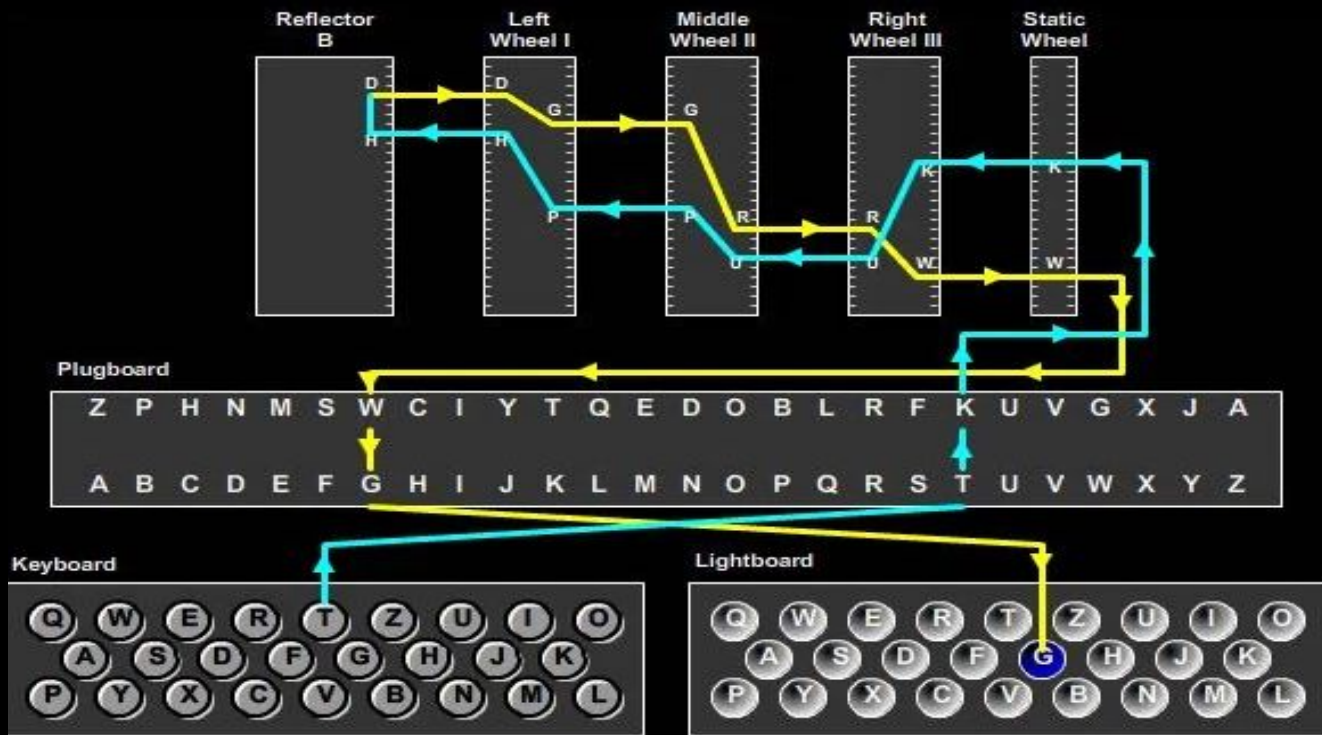 Reflector B
Left Wheel I
Middle Wheel II
Right Wheel III
Static Wheel
D D G G
H H K K
P P R R
U U W W
Plugboard
Z P H N M S W C I Y T Q E D O B L R F K U V G X J A
A B C D E F G H I J K L M N O P Q R S T U V W X Y Z
Keyboard
Q W E R T Z U I O
A S D F G H J K
P Y X C V B N M L
Lightboard
Q W E R T Z U I O
A S D F G H J K
P Y X C V B N M L